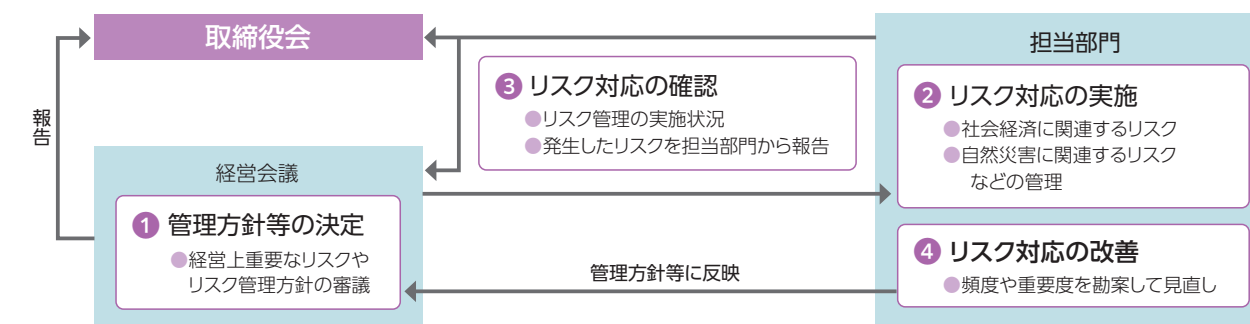 取締役会
報告
経営会議
❶ 管理方針等の決定
●経営上重要なリスクや
リスク管理方針の審議
❸ リスク対応の確認
●リスク管理の実施状況
●発生したリスクを担当部門から報告
担当部門
❷ リスク対応の実施
●社会経済に関連するリスク
●自然災害に関連するリスク
などの管理
❹ リスク対応の改善
●頻度や重要度を勘案して見直し
管理方針等に反映